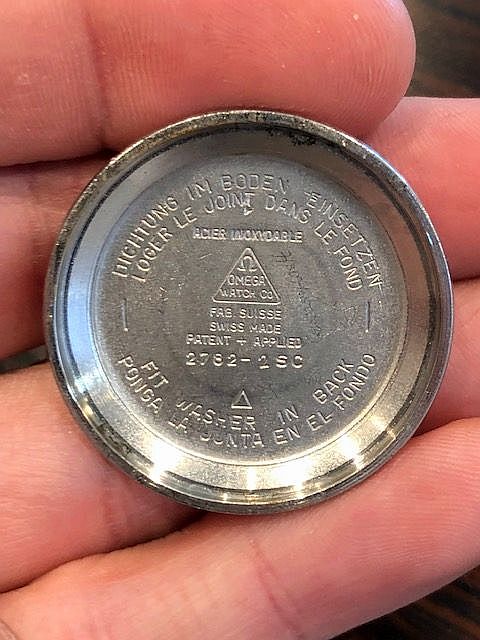 DICHTUNG IM BODEN EINSETZEN
LOGER LE JOINT DANS LE FOND
ACIER INOXYDABLE
Ω
OMEGA
WATCH Co
FAB. SUISSE
SWISS MADE
PATENT + APPLIED
2782-1SC
FIT WASHER IN BACK
PONGA LA JUNTA EN EL FONDO